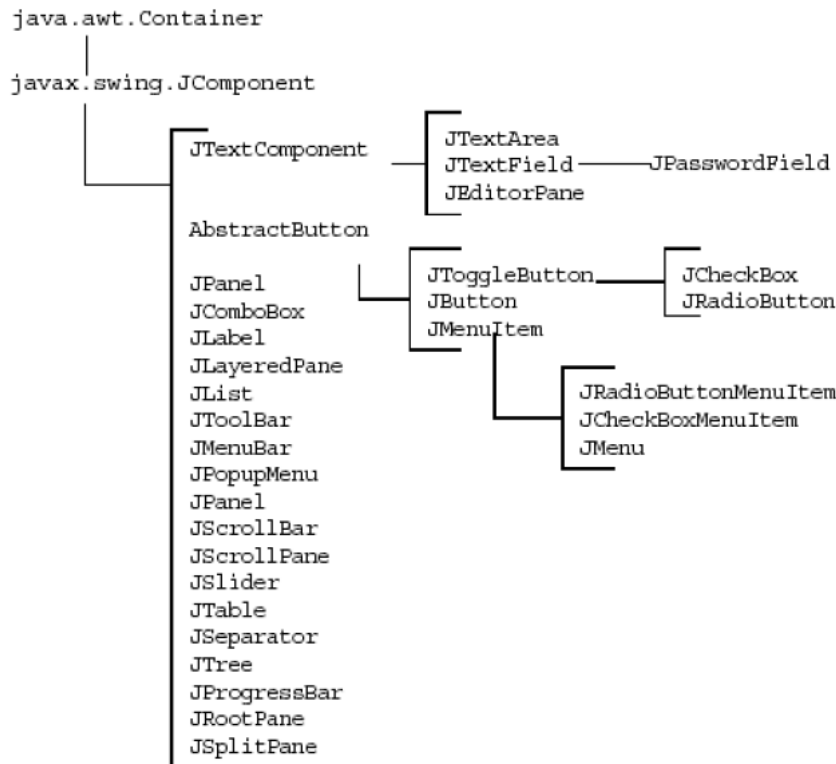 java.awt.Container
javax.swing.JComponent
JTextComponent
JTextArea
JTextField
JPasswordField
JEditorPane
AbstractButton
JToggleButton
JCheckBox
JButton
JRadioButton
JMenuItem
JRadioButtonMenuItem
JCheckBoxMenuItem
JMenu
JPanel
JComboBox
JLabel
JLayeredPane
JList
JToolBar
JMenuBar
JPopupMenu
JPanel
JScrollBar
JScrollPane
JSlider
JTable
JSeparator
JTree
JProgressBar
JRootPane
JSplitPane